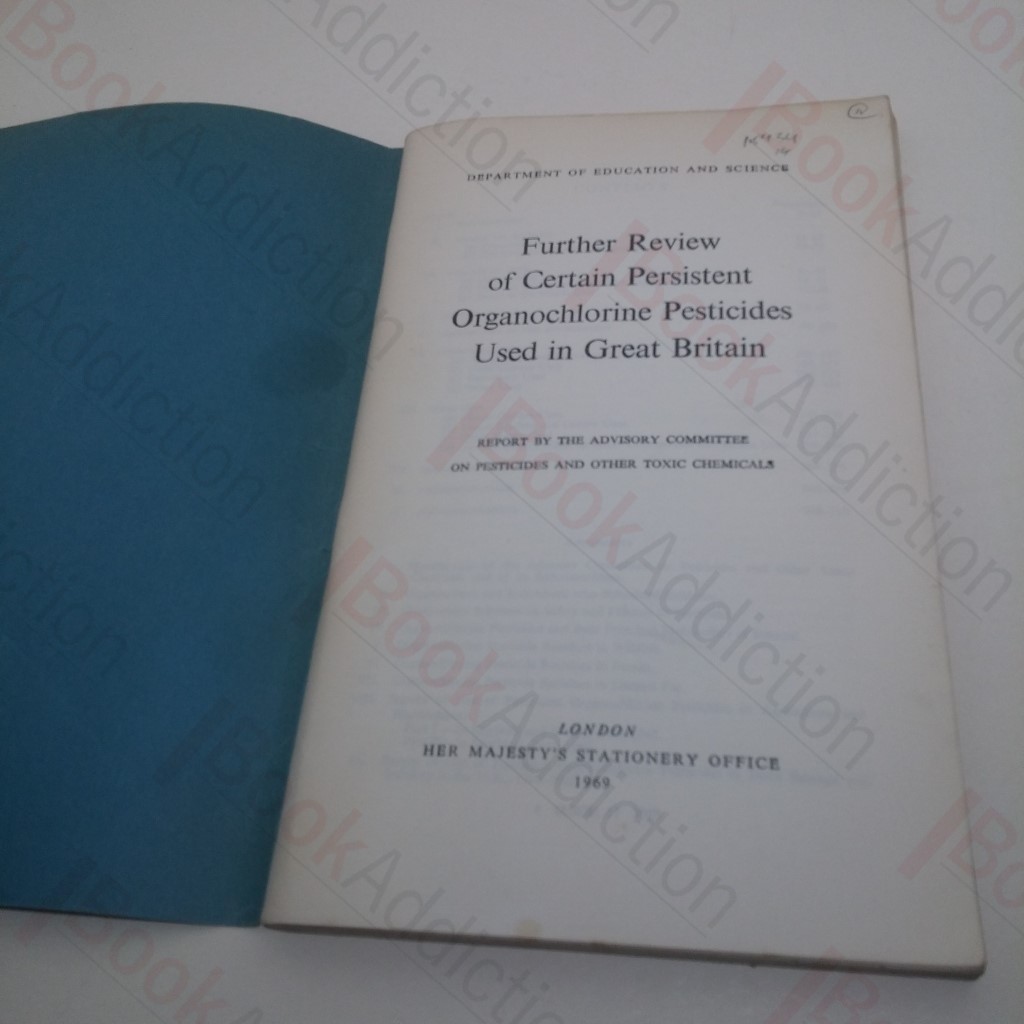 DEPARTMENT OF EDUCATION AND SCIENCE
Further Review
of Certain Persistent
Organochlorine Pesticides
Used in Great Britain
REPORT BY THE ADVISORY COMMITTEE
ON PESTICIDES AND OTHER TOXIC CHEMICALS
LONDON
HER MAJESTY'S STATIONERY OFFICE
1969
BookAddiction